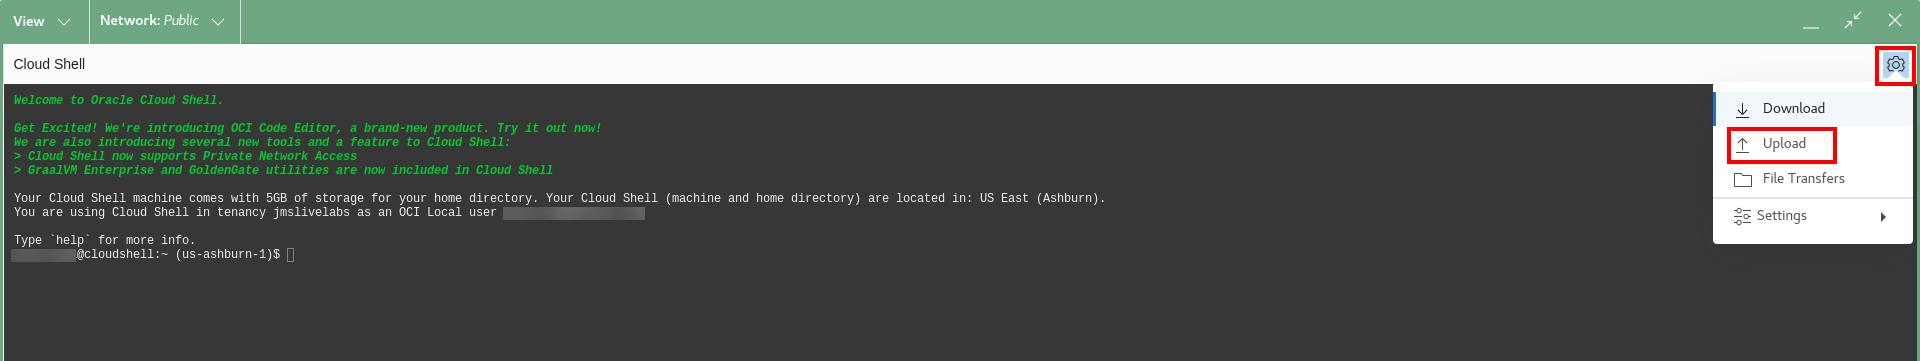 View
Network: Public
Cloud Shell
Welcome to Oracle Cloud Shell.
Get Excited! We're introducing OCI Code Editor, a brand-new product. Try it out now!
We are also introducing several new tools and a feature to Cloud Shell:
> Cloud Shell now supports Private Network Access
> GraalVM Enterprise and GoldenGate utilities are now included in Cloud Shell
Your Cloud Shell machine comes with 5GB of storage for your home directory. Your Cloud Shell (machine and home directory) are located in: US East (Ashburn).
You are using Cloud Shell in tenancy jmslivelabs as an OCI Local user
Type `help` for more info.
@cloudshell:~ (us-ashburn-1)$
Download
Upload
File Transfers
Settings